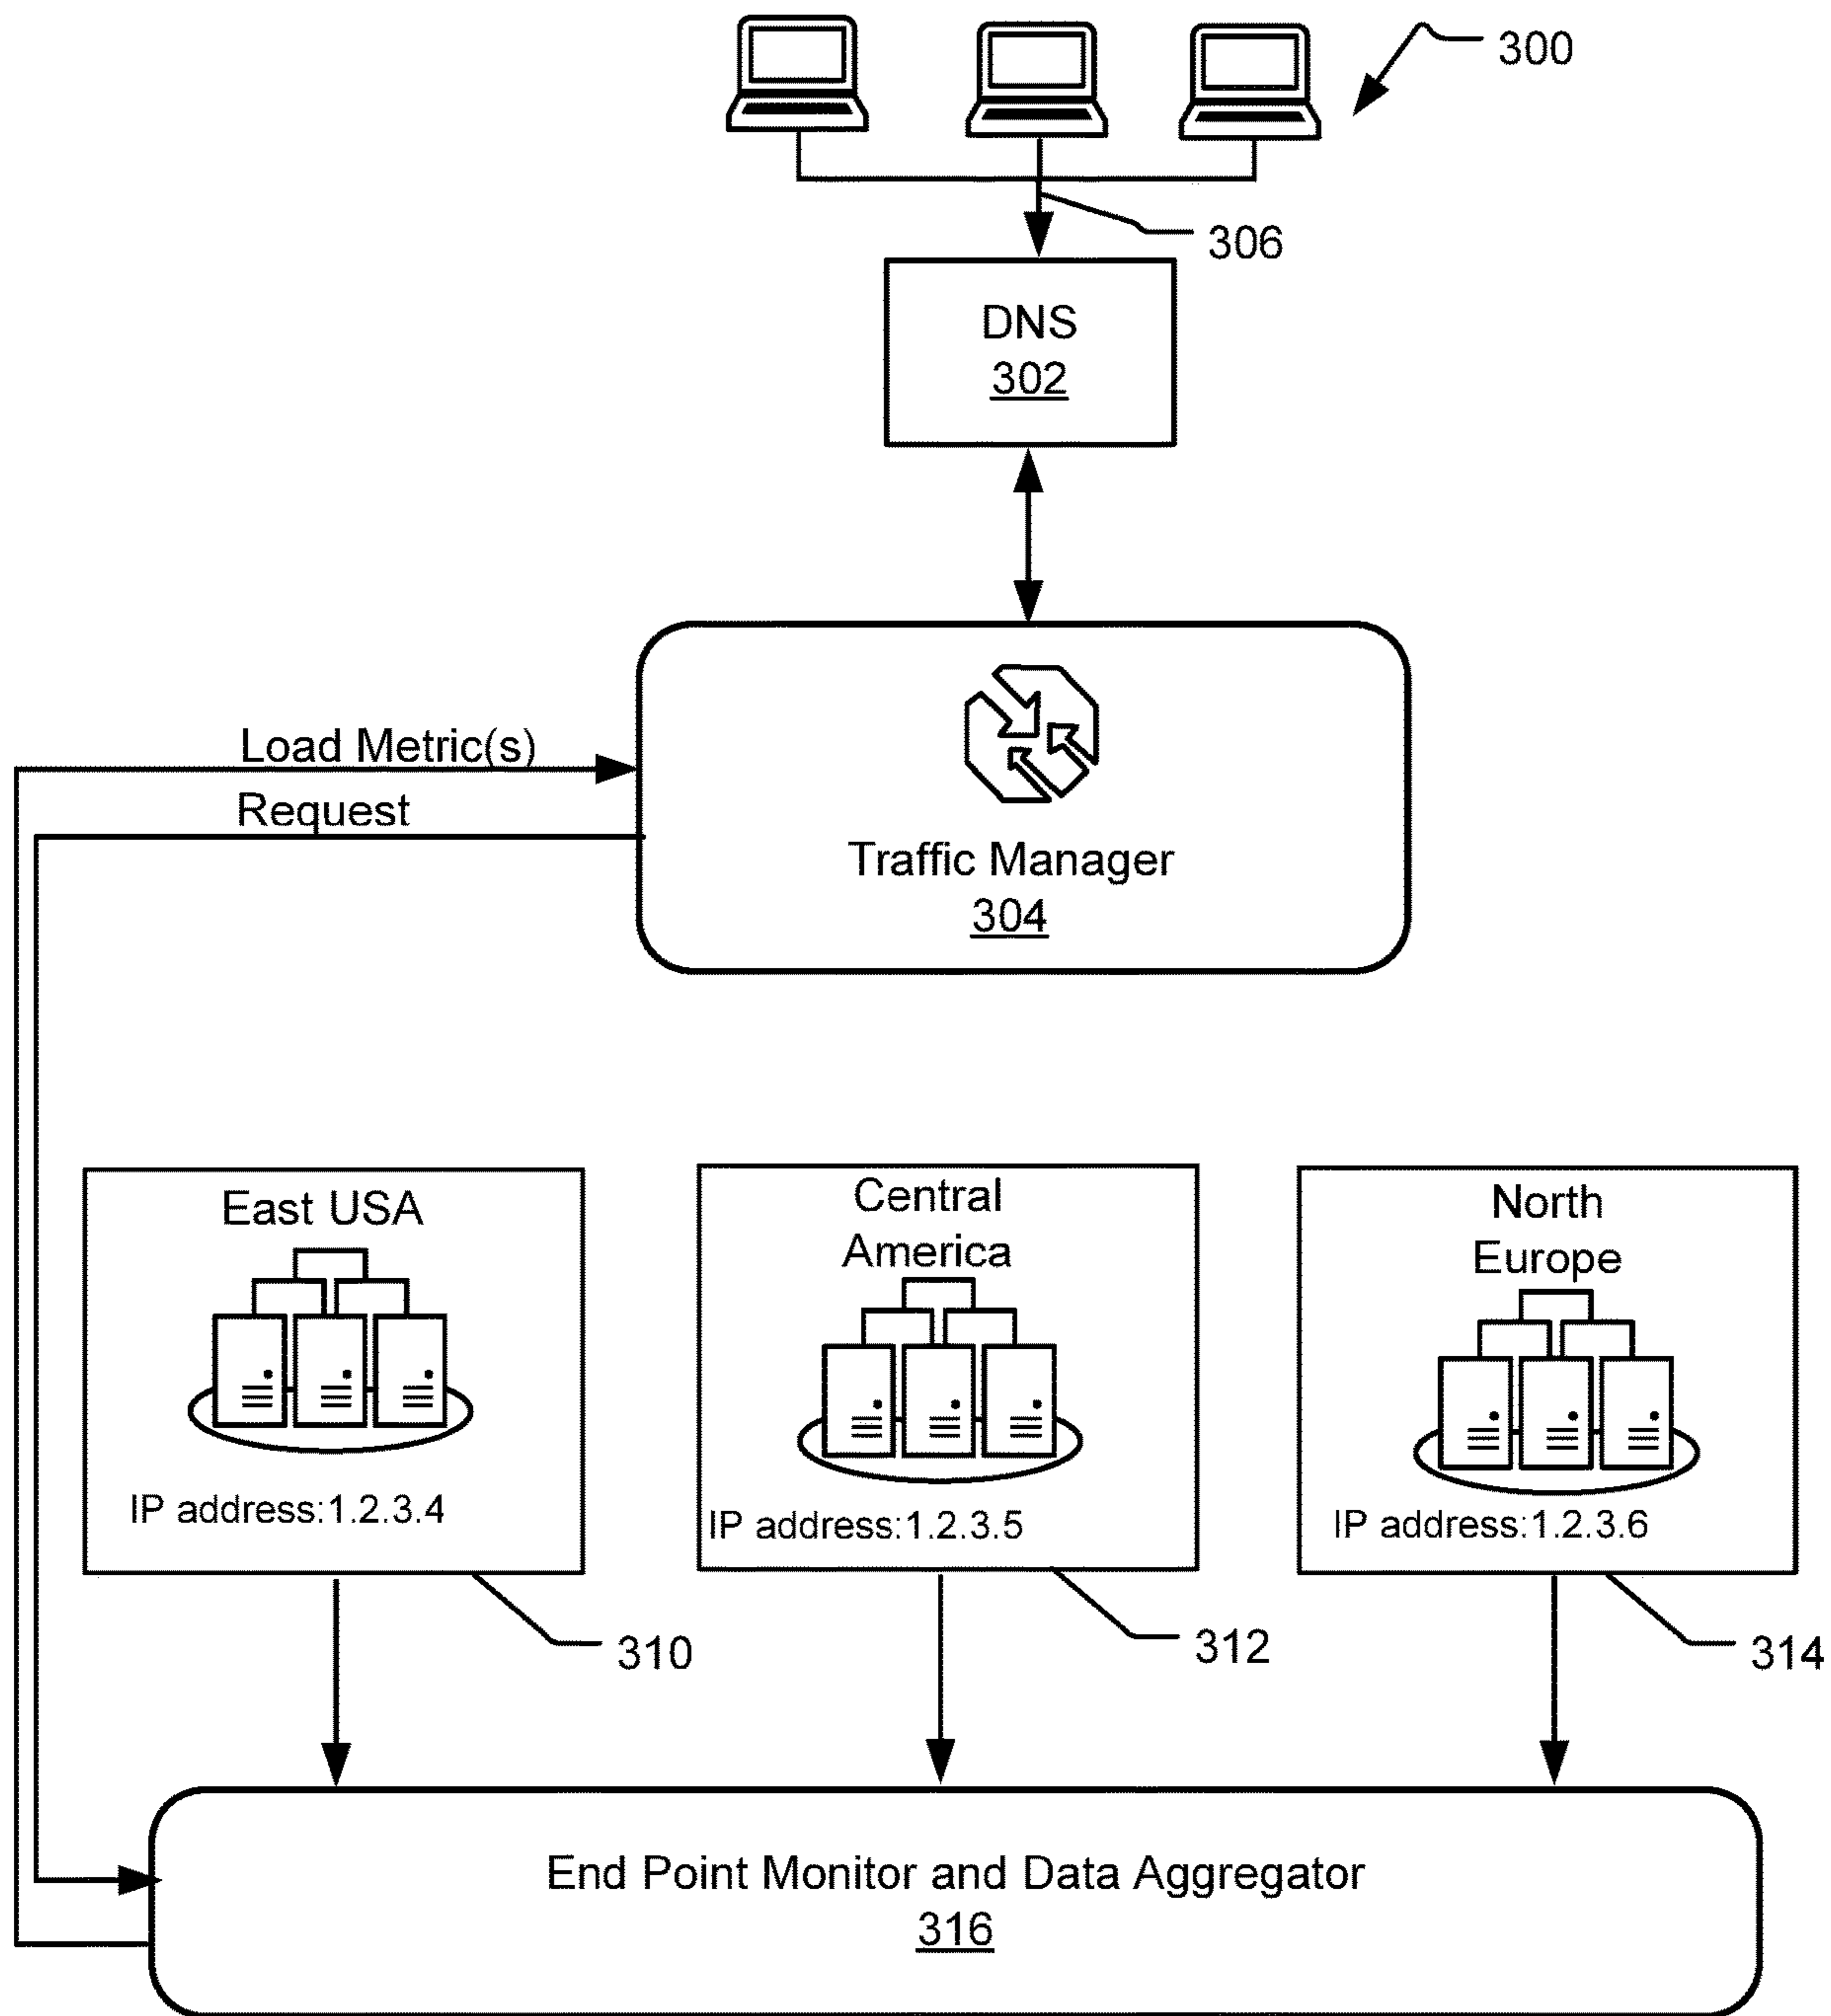 300
306
DNS
302
Load Metric(s)
Request
Traffic Manager
304
East USA
IP address:1.2.3.4
310
Central
America
IP address:1.2.3.5
312
North
Europe
IP address:1.2.3.6
314
End Point Monitor and Data Aggregator
316